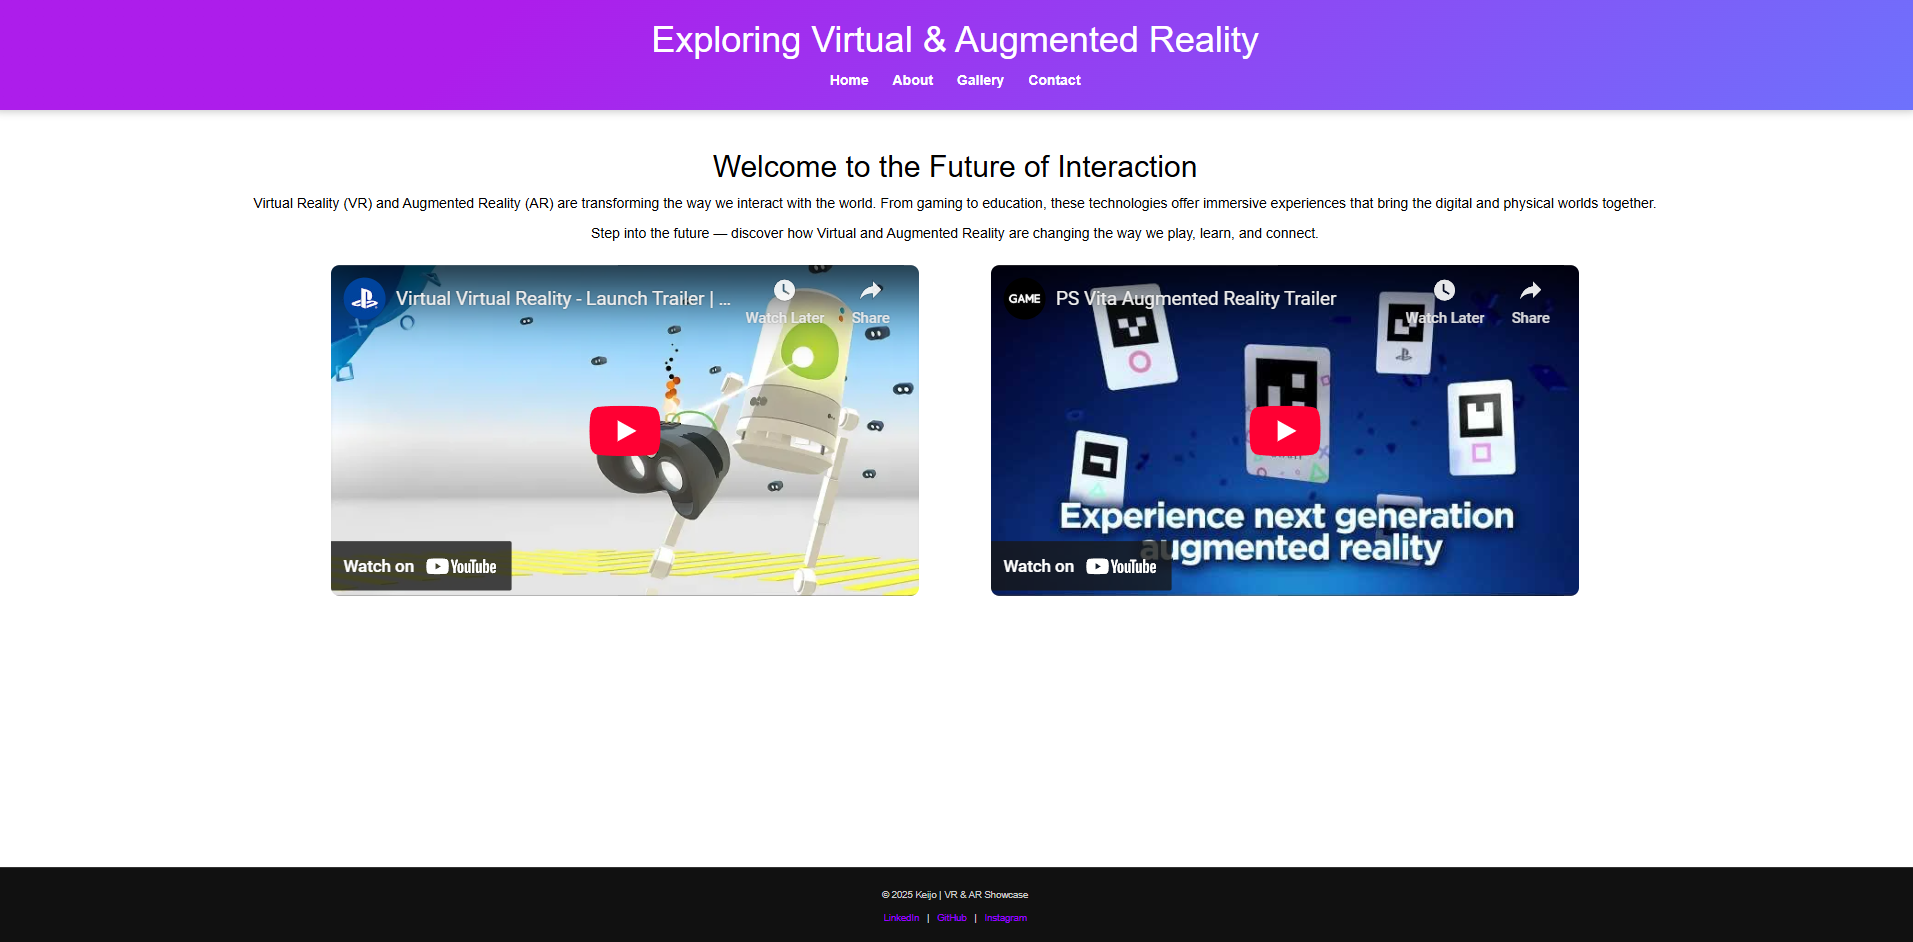 Exploring Virtual & Augmented Reality
Home About Gallery Contact
Welcome to the Future of Interaction
Virtual Reality (VR) and Augmented Reality (AR) are transforming the way we interact with the world. From gaming to education, these technologies offer immersive experiences that bring the digital and physical worlds together.
Step into the future — discover how Virtual and Augmented Reality are changing the way we play, learn, and connect.
Virtual Virtual Reality - Launch Trailer | ...
Watch Later Share
Watch on YouTube
GAME PS Vita Augmented Reality Trailer
Watch Later Share
Experience next generation
augmented reality
Watch on YouTube
© 2025 Keijo | VR & AR Showcase
LinkedIn | GitHub | Instagram